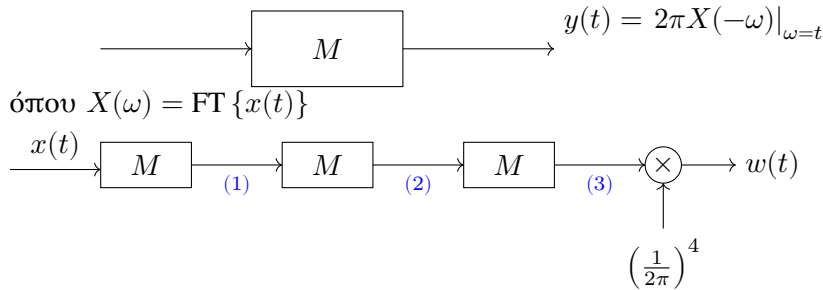 M
y(t) = 2πX(−ω)|_{ω=t}
όπου X(ω) = FT {x(t)}
x(t) M (1) M (2) M (3) × w(t)
(1/2π)^4